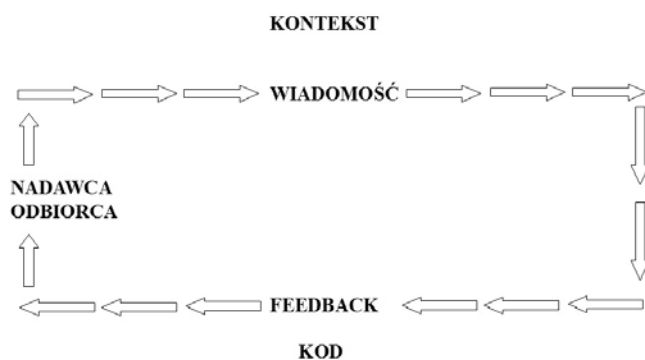 KONTEKST
WIADOMOŚĆ
NADAWCA
ODBIORCA
FEEDBACK
KOD